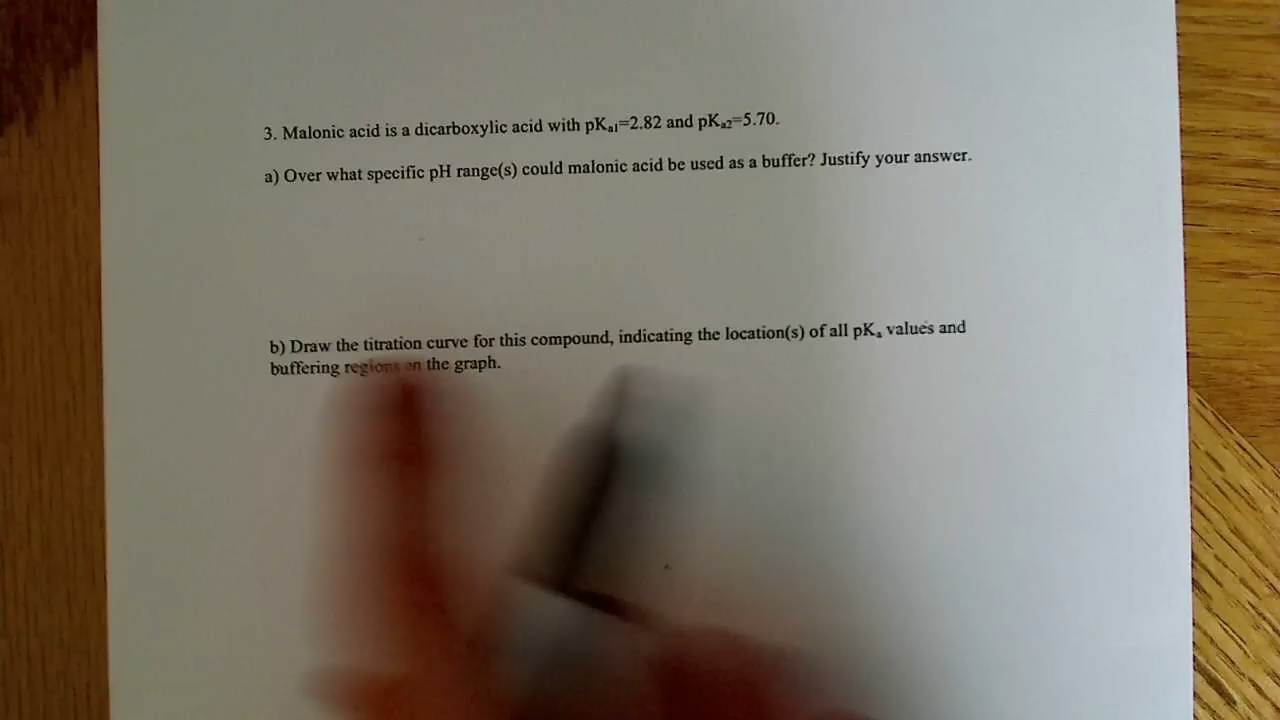 3. Malonic acid is a dicarboxylic acid with pKa1=2.82 and pKa2=5.70.
a) Over what specific pH range(s) could malonic acid be used as a buffer? Justify your answer.
b) Draw the titration curve for this compound, indicating the location(s) of all pKa values and
buffering regions on the graph.